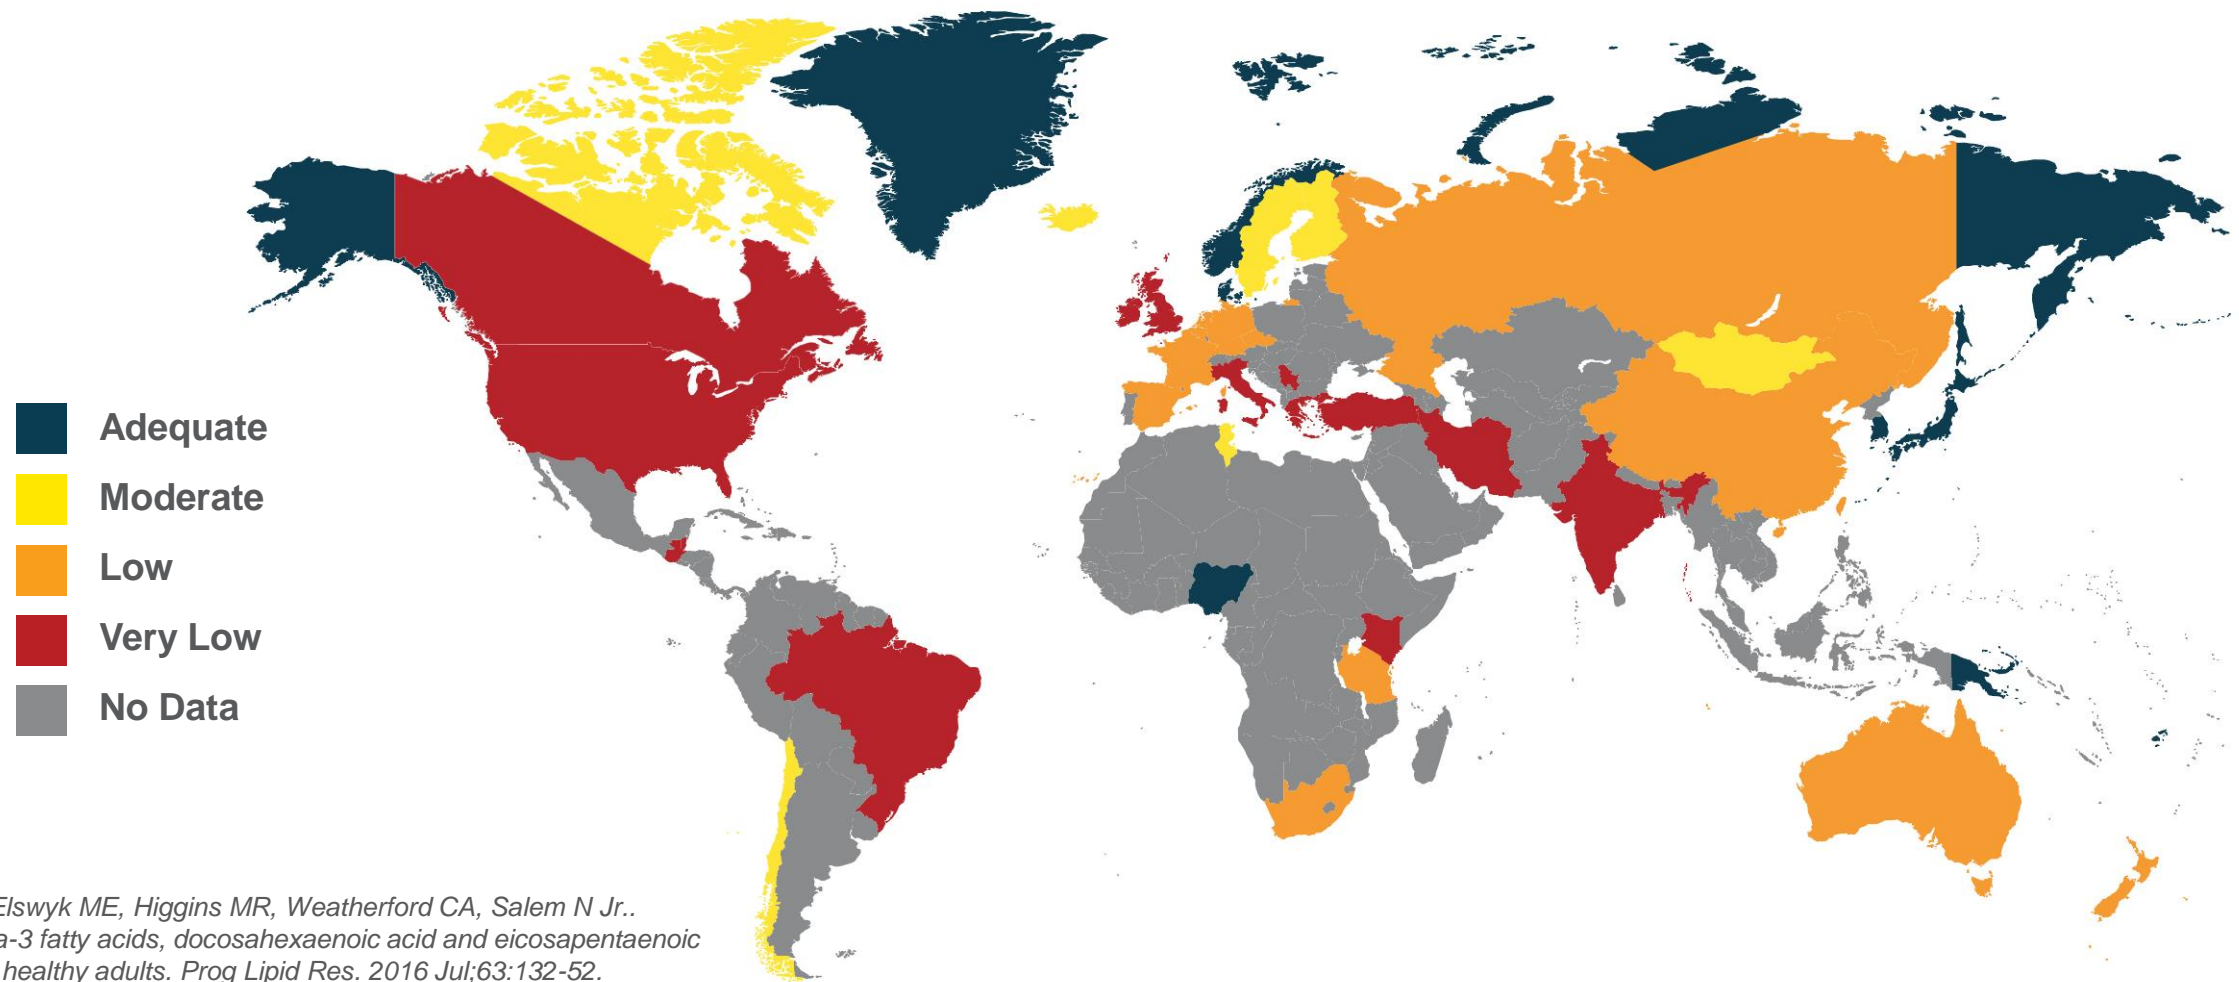 Adequate
Moderate
Low
Very Low
No Data
Elswyk ME, Higgins MR, Weatherford CA, Salem N Jr..
a-3 fatty acids, docosahexaenoic acid and eicosapentaenoic
healthy adults. Prog Lipid Res. 2016 Jul;63:132-52.